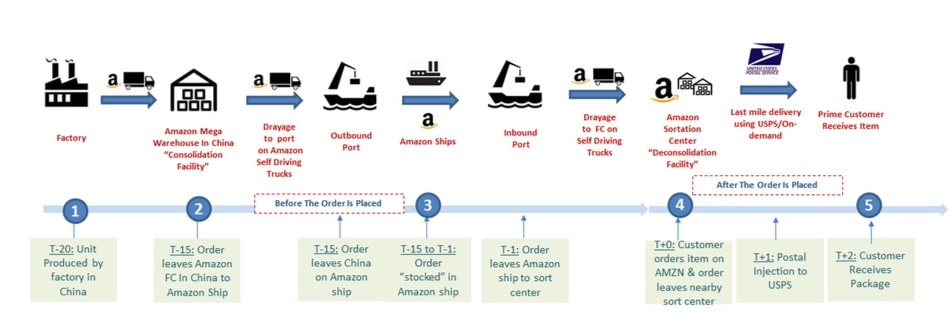 a
a
a
a
a
UNITED STATES
POSTAL SERVICE
Factory
Amazon Mega
Warehouse In China
“Consolidation
Facility”
Drayage
to port
on Amazon
Self Driving
Trucks
Outbound
Port
Amazon Ships
Inbound
Port
Drayage
to FC on
Self Driving
Trucks
Amazon
Sortation
Center
“Deconsolidation
Facility”
Last mile delivery
using USPS/On-
demand
Prime Customer
Receives Item
Before The Order Is Placed
After The Order Is Placed
1
2
3
4
5
T-20: Unit
Produced by
factory in
China
T-15: Order
leaves Amazon
FC In China to
Amazon Ship
T-15: Order
leaves China
on Amazon
ship
T-15 to T-1:
Order
“stocked” in
Amazon ship
T-1: Order
leaves Amazon
ship to sort
center
T+0: Customer
orders item on
AMZN & order
leaves nearby
sort center
T+1: Postal
Injection to
USPS
T+2: Customer
Receives
Package